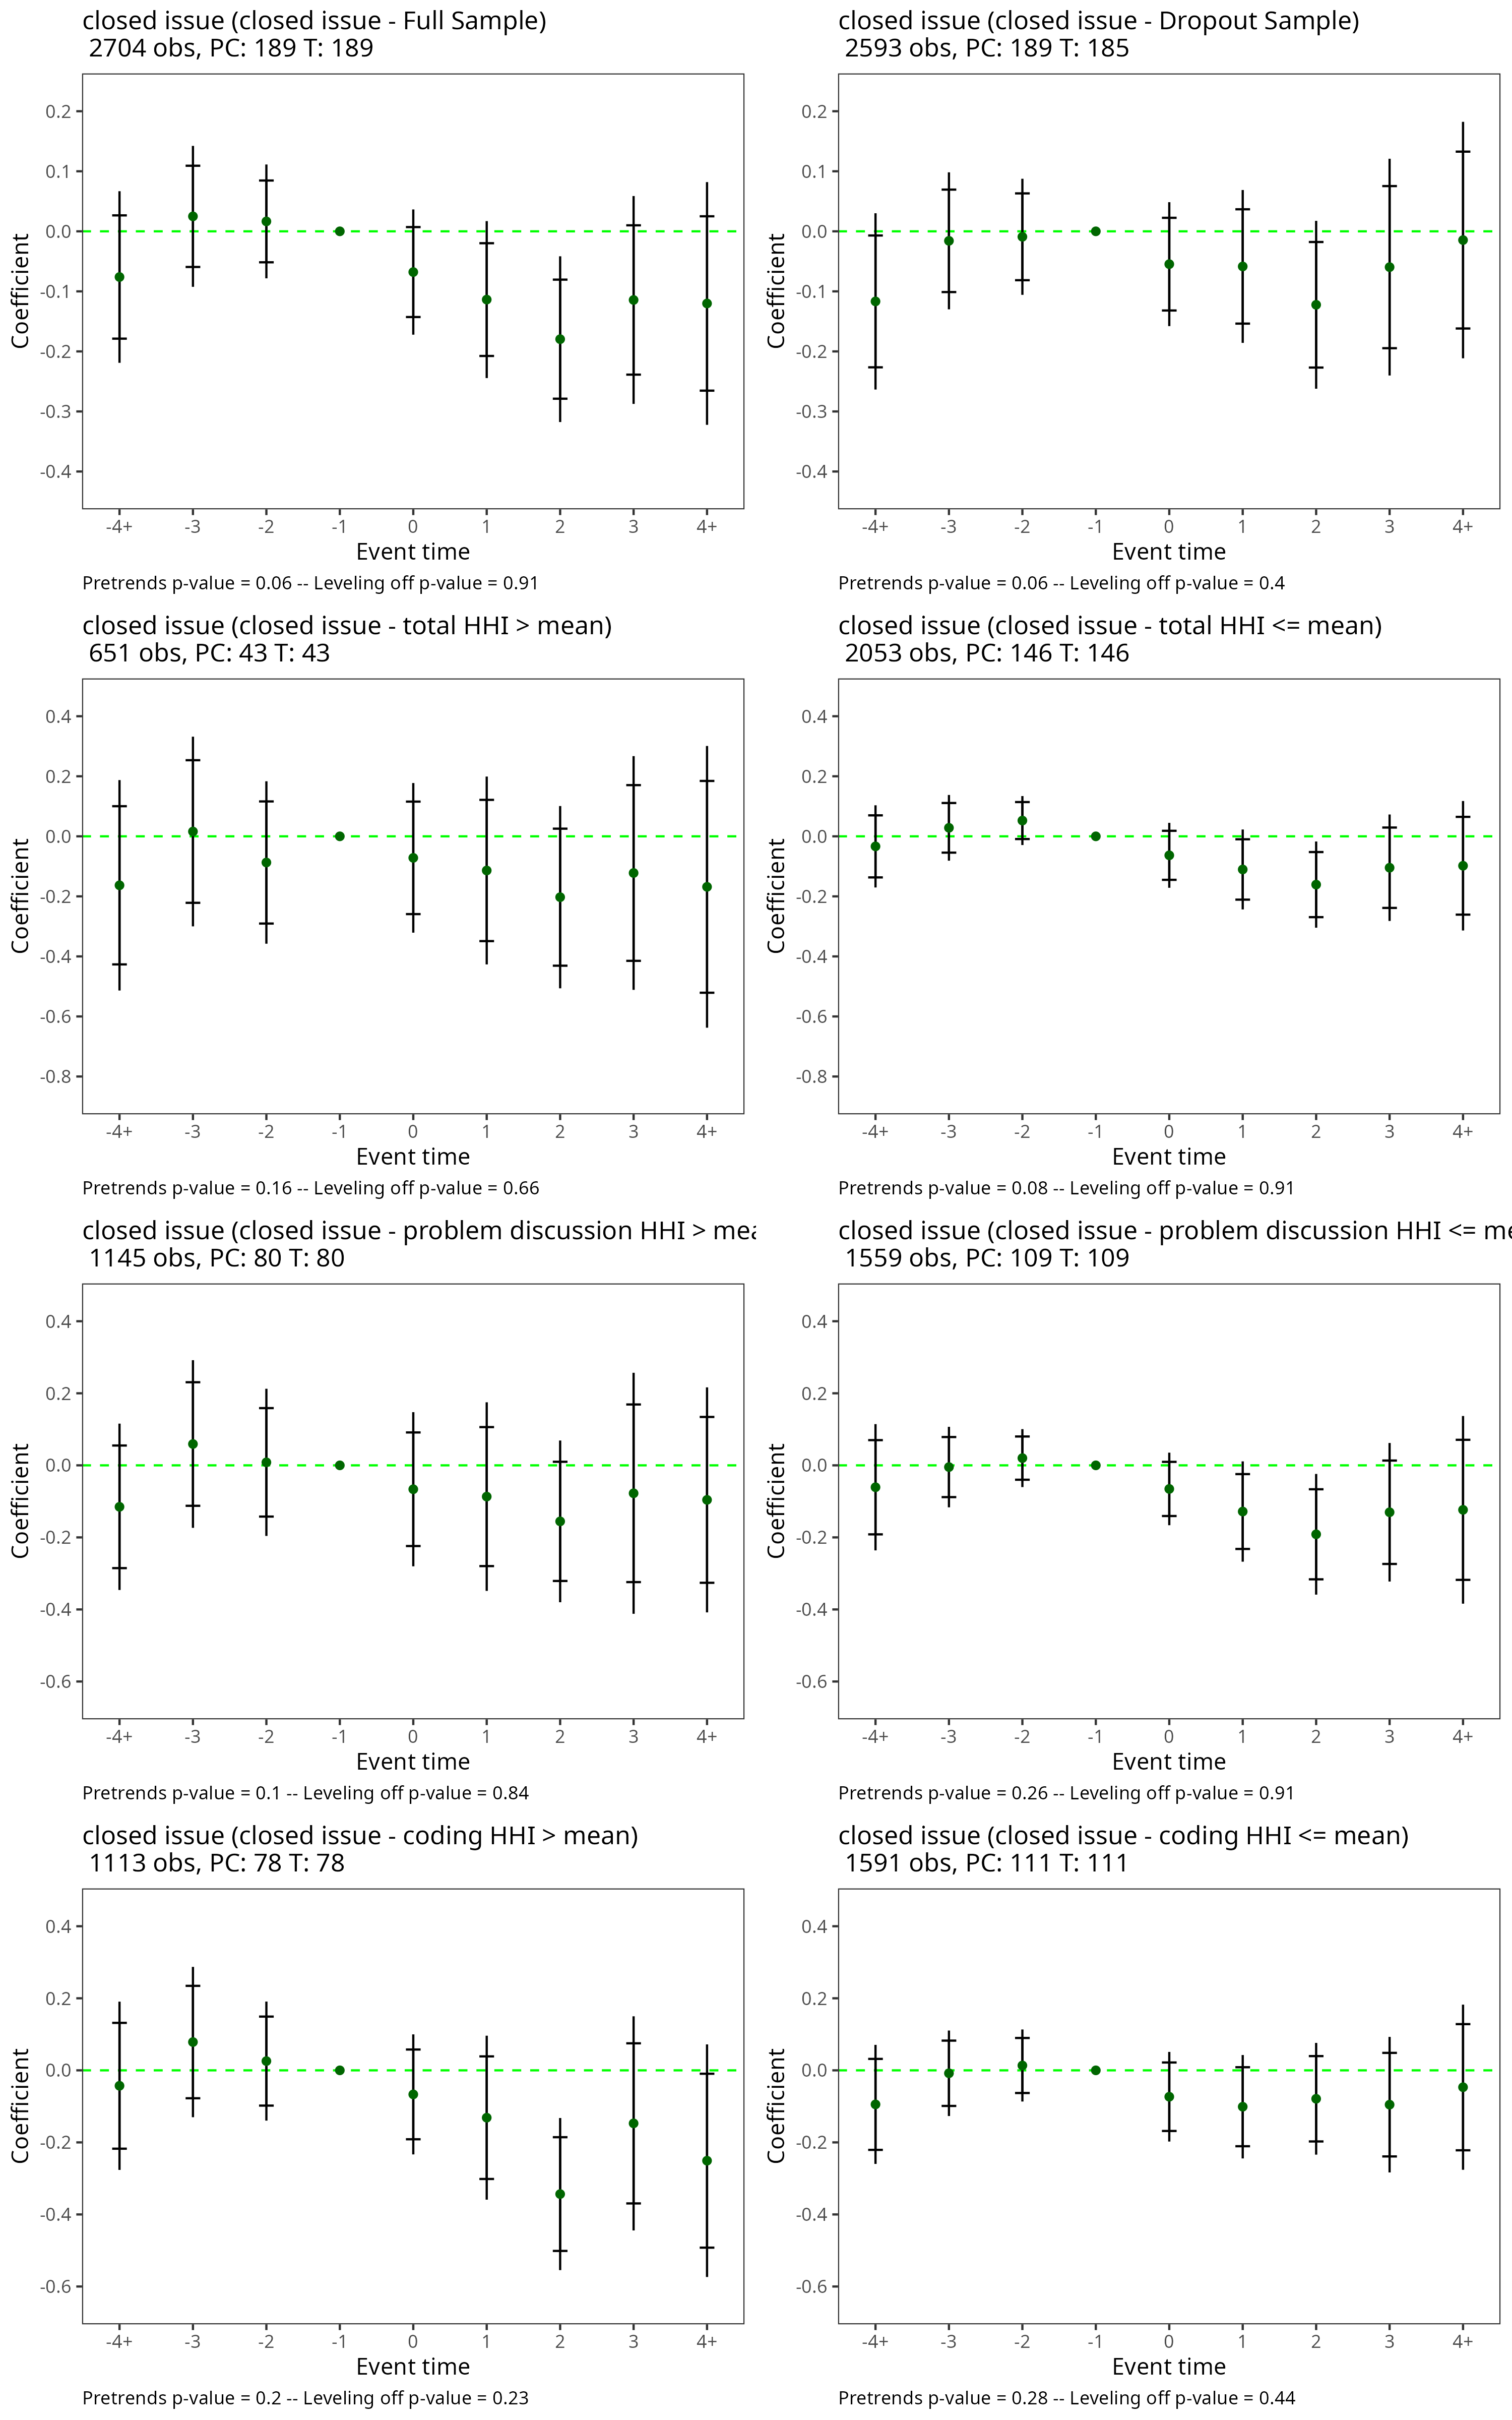 closed issue (closed issue - Full Sample)
2704 obs, PC: 189 T: 189
0.2
0.1
0.0
-0.1
-0.2
-0.3
-0.4
Coefficient
-4+ -3 -2 -1 0 1 2 3 4+
Event time
Pretrends p-value = 0.06 -- Leveling off p-value = 0.91
closed issue (closed issue - Dropout Sample)
2593 obs, PC: 189 T: 185
0.2
0.1
0.0
-0.1
-0.2
-0.3
-0.4
Coefficient
-4+ -3 -2 -1 0 1 2 3 4+
Event time
Pretrends p-value = 0.06 -- Leveling off p-value = 0.4
closed issue (closed issue - total HHI > mean)
651 obs, PC: 43 T: 43
0.4
0.2
0.0
-0.2
-0.4
-0.6
-0.8
Coefficient
-4+ -3 -2 -1 0 1 2 3 4+
Event time
Pretrends p-value = 0.16 -- Leveling off p-value = 0.66
closed issue (closed issue - total HHI <= mean)
2053 obs, PC: 146 T: 146
0.4
0.2
0.0
-0.2
-0.4
-0.6
-0.8
Coefficient
-4+ -3 -2 -1 0 1 2 3 4+
Event time
Pretrends p-value = 0.08 -- Leveling off p-value = 0.91
closed issue (closed issue - problem discussion HHI > mea
1145 obs, PC: 80 T: 80
0.4
0.2
0.0
-0.2
-0.4
-0.6
Coefficient
-4+ -3 -2 -1 0 1 2 3 4+
Event time
Pretrends p-value = 0.1 -- Leveling off p-value = 0.84
closed issue (closed issue - problem discussion HHI <= me
1559 obs, PC: 109 T: 109
0.4
0.2
0.0
-0.2
-0.4
-0.6
Coefficient
-4+ -3 -2 -1 0 1 2 3 4+
Event time
Pretrends p-value = 0.26 -- Leveling off p-value = 0.91
closed issue (closed issue - coding HHI > mean)
1113 obs, PC: 78 T: 78
0.4
0.2
0.0
-0.2
-0.4
-0.6
Coefficient
-4+ -3 -2 -1 0 1 2 3 4+
Event time
Pretrends p-value = 0.2 -- Leveling off p-value = 0.23
closed issue (closed issue - coding HHI <= mean)
1591 obs, PC: 111 T: 111
0.4
0.2
0.0
-0.2
-0.4
-0.6
Coefficient
-4+ -3 -2 -1 0 1 2 3 4+
Event time
Pretrends p-value = 0.28 -- Leveling off p-value = 0.44